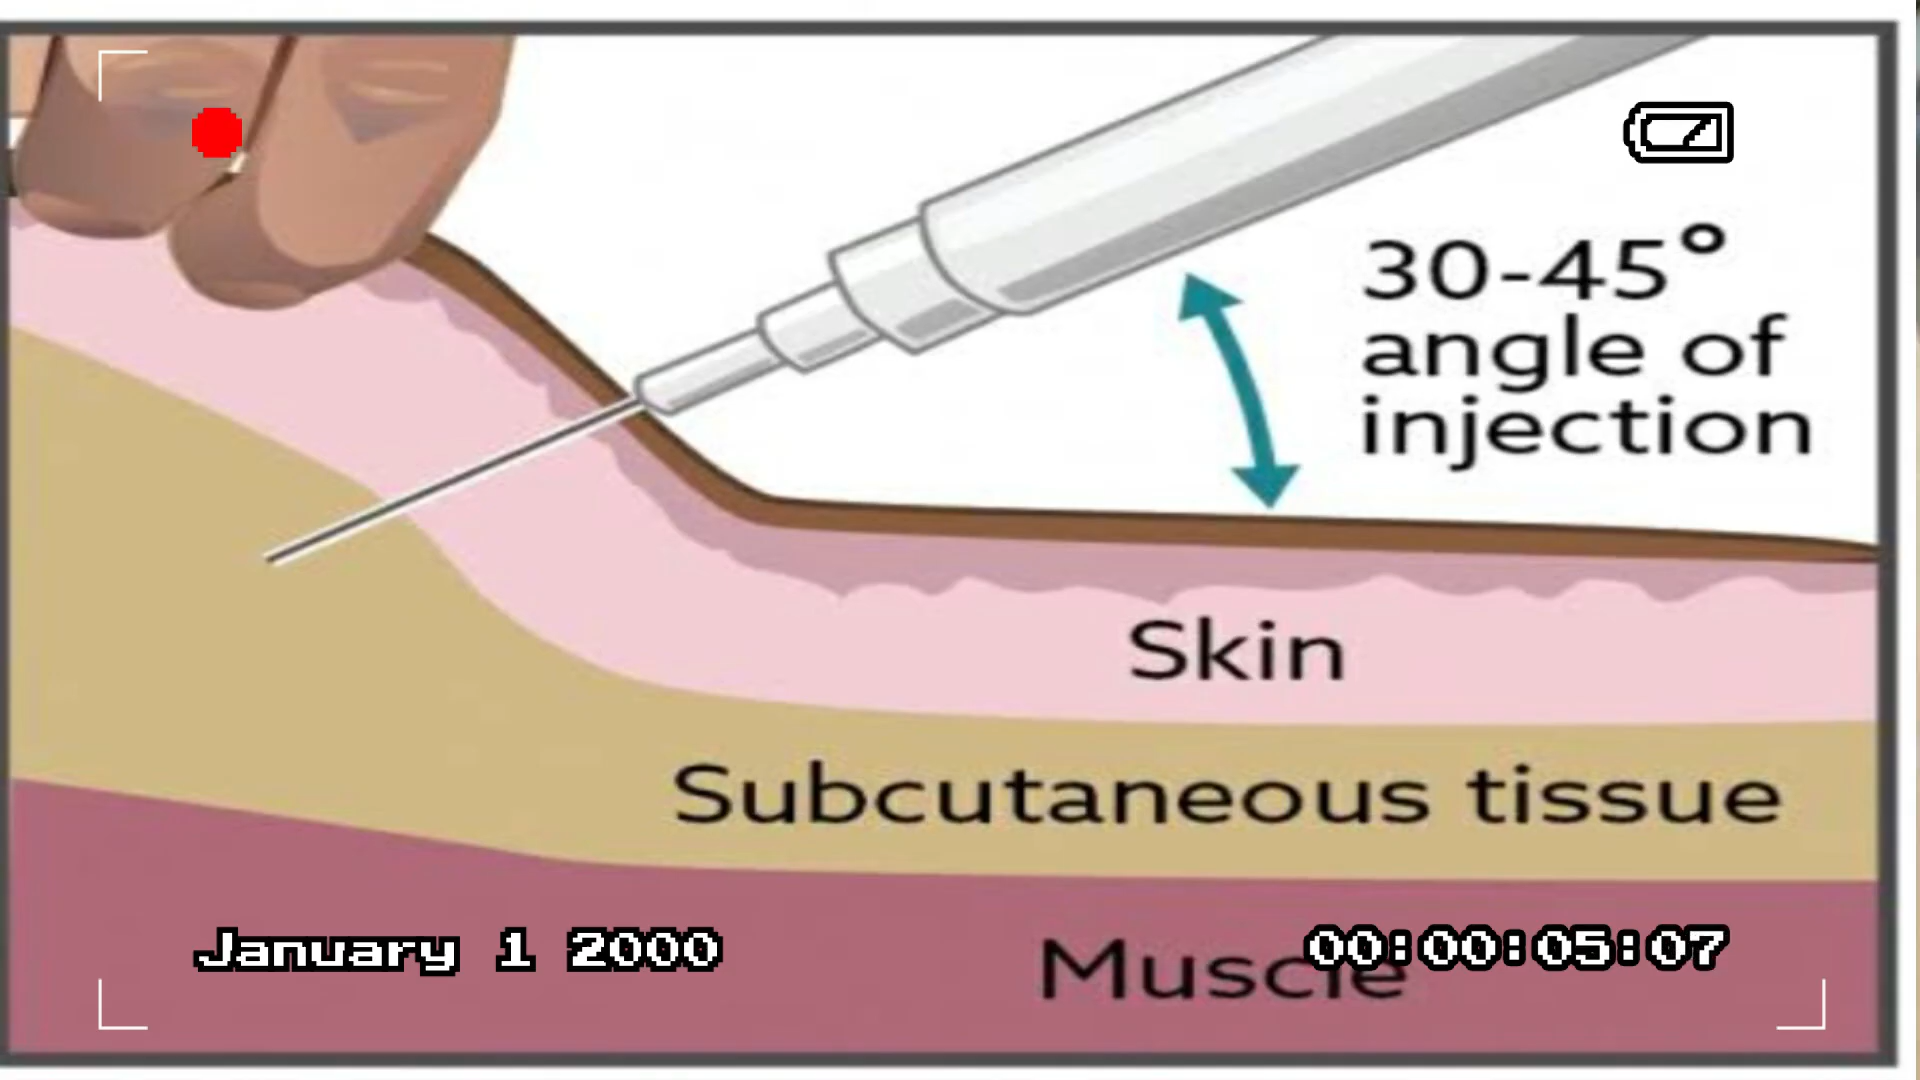 30-45°
angle of
injection
Skin
Subcutaneous tissue
Muscle
January 1 2000
00:00:05:07